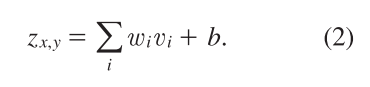 z_{x,y} = \sum_i w_i v_i + b. (2)